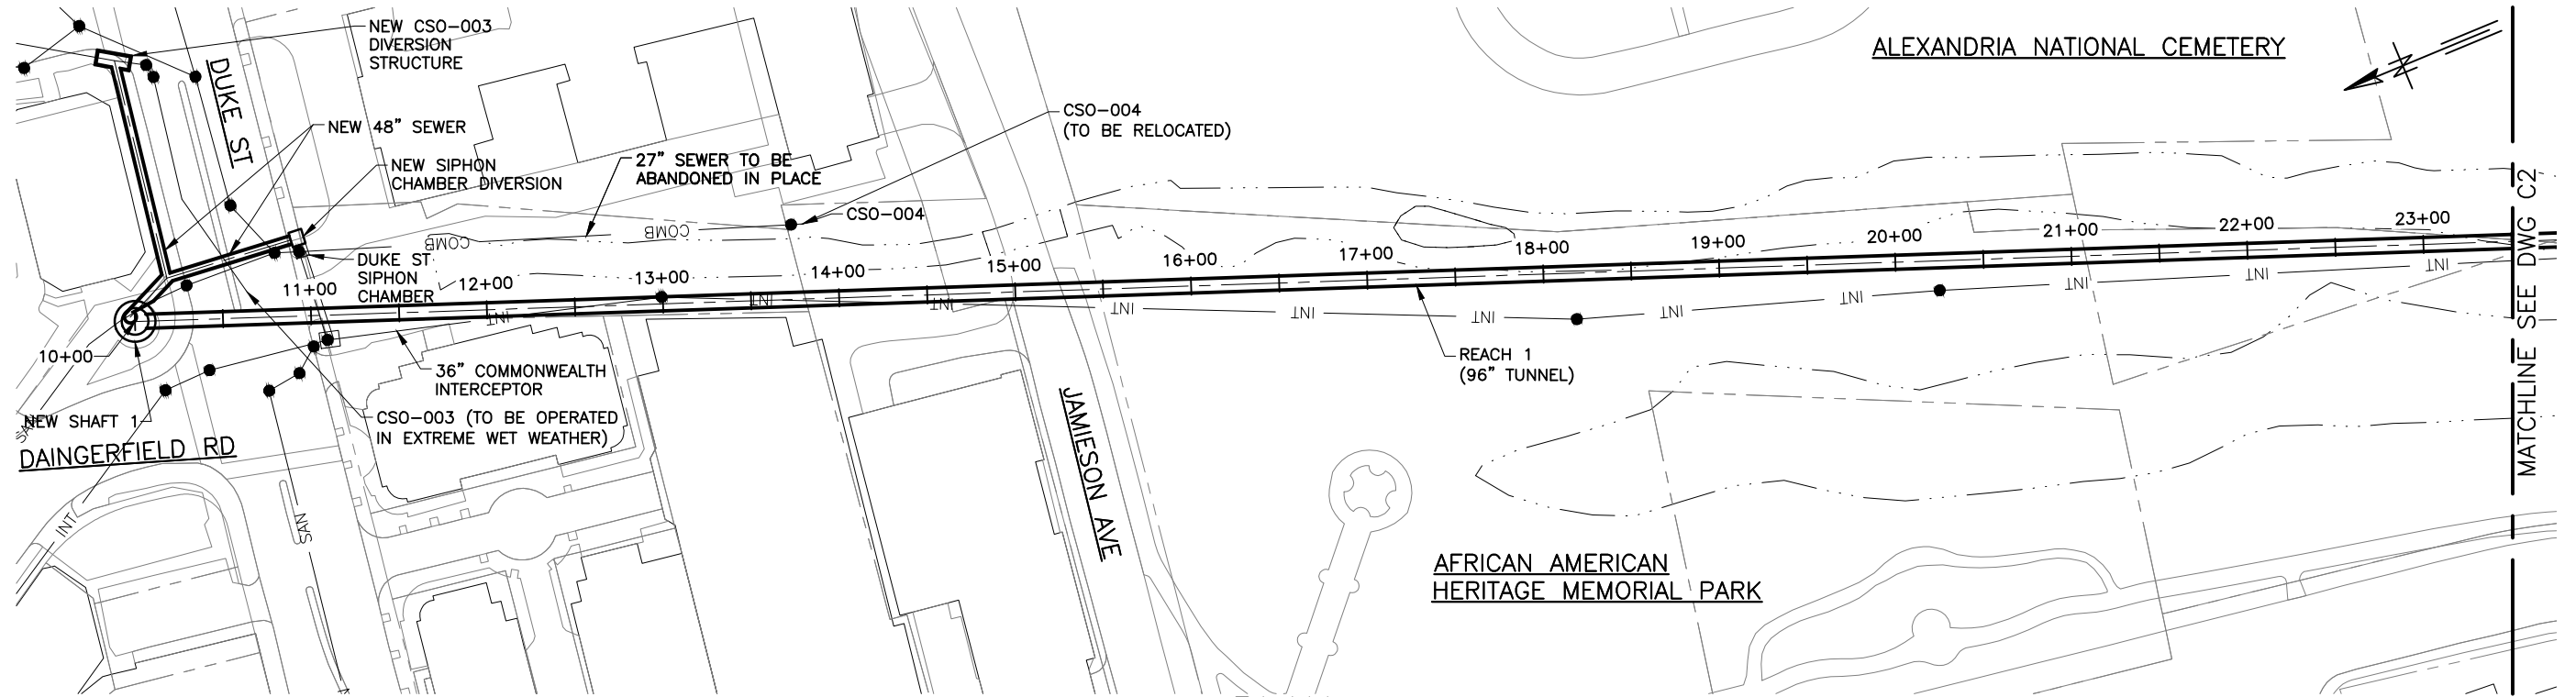 NEW CSO-003
DIVERSION
STRUCTURE
DUKE ST
NEW 48" SEWER
NEW SIPHON
CHAMBER DIVERSION
27" SEWER TO BE
ABANDONED IN PLACE
CSO-004
(TO BE RELOCATED)
CSO-004
ALEXANDRIA NATIONAL CEMETERY
N
COMB
COMB
DUKE ST
SIPHON
CHAMBER
10+00
11+00
12+00
13+00
14+00
15+00
16+00
17+00
18+00
19+00
20+00
21+00
22+00
23+00
INT
INT
INT
INT
INT
INT
INT
INT
INT
INT
INT
36" COMMONWEALTH
INTERCEPTOR
CSO-003 (TO BE OPERATED
IN EXTREME WET WEATHER)
NEW SHAFT 1
DAINGERFIELD RD
INT
SAN
JAMIESON AVE
REACH 1
(96" TUNNEL)
AFRICAN AMERICAN
HERITAGE MEMORIAL PARK
MATCHLINE SEE DWG C2